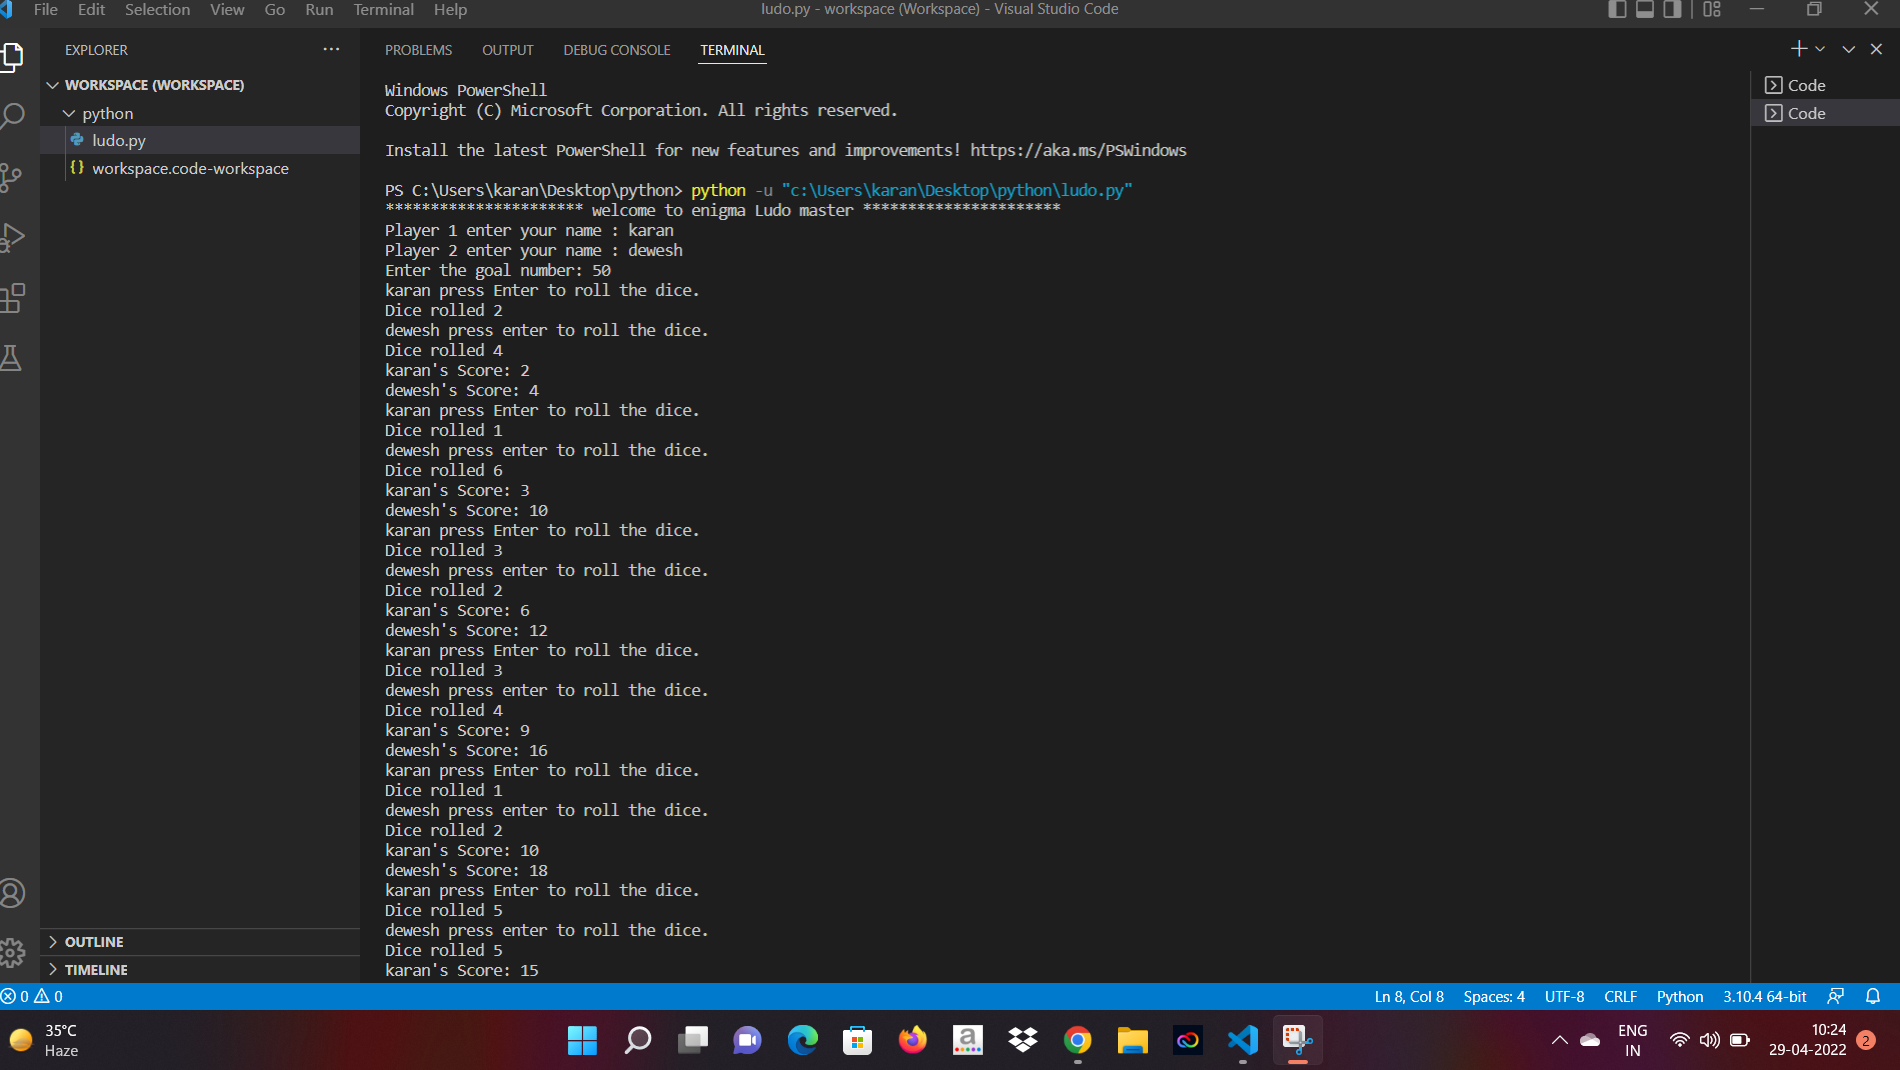 File Edit Selection View Go Run Terminal Help
ludo.py - workspace (Workspace) - Visual Studio Code
EXPLORER
WORKSPACE (WORKSPACE)
python
ludo.py
workspace.code-workspace
OUTLINE
TIMELINE
PROBLEMS OUTPUT DEBUG CONSOLE TERMINAL
Windows PowerShell
Copyright (C) Microsoft Corporation. All rights reserved.
Install the latest PowerShell for new features and improvements! https://aka.ms/PSWindows
PS C:\Users\karan\Desktop\python> python -u "c:\Users\karan\Desktop\python\ludo.py"
********************** welcome to enigma Ludo master **********************
Player 1 enter your name : karan
Player 2 enter your name : dewesh
Enter the goal number: 50
karan press Enter to roll the dice.
Dice rolled 2
dewesh press enter to roll the dice.
Dice rolled 4
karan's Score: 2
dewesh's Score: 4
karan press Enter to roll the dice.
Dice rolled 1
dewesh press enter to roll the dice.
Dice rolled 6
karan's Score: 3
dewesh's Score: 10
karan press Enter to roll the dice.
Dice rolled 3
dewesh press enter to roll the dice.
Dice rolled 2
karan's Score: 6
dewesh's Score: 12
karan press Enter to roll the dice.
Dice rolled 3
dewesh press enter to roll the dice.
Dice rolled 4
karan's Score: 9
dewesh's Score: 16
karan press Enter to roll the dice.
Dice rolled 1
dewesh press enter to roll the dice.
Dice rolled 2
karan's Score: 10
dewesh's Score: 18
karan press Enter to roll the dice.
Dice rolled 5
dewesh press enter to roll the dice.
Dice rolled 5
karan's Score: 15
Code
Code
0 0
Ln 8, Col 8 Spaces: 4 UTF-8 CRLF Python 3.10.4 64-bit
35°C
Haze
a
ENG
IN
10:24
29-04-2022
2